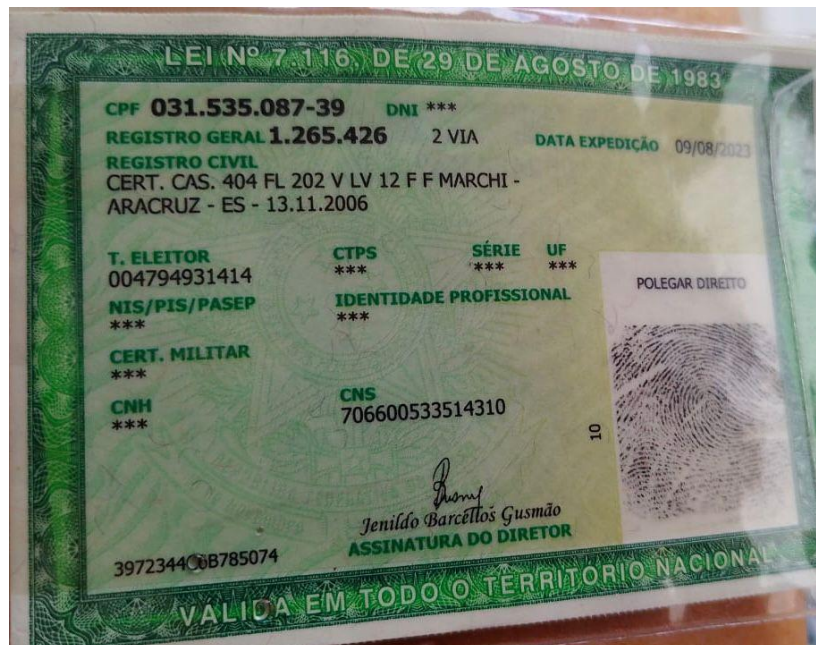 LEI Nº 7.116, DE 29 DE AGOSTO DE 1983
CPF 031.535.087-39 DNI ***
REGISTRO GERAL 1.265.426 2 VIA DATA EXPEDIÇÃO 09/08/2023
REGISTRO CIVIL
CERT. CAS. 404 FL 202 V LV 12 F F MARCHI -
ARACRUZ - ES - 13.11.2006
T. ELEITOR CTPS SÉRIE UF
004794931414 *** *** ***
NIS/PIS/PASEP IDENTIDADE PROFISSIONAL
*** ***
POLEGAR DIREITO
CERT. MILITAR
***
CNH CNS
*** 706600533514310
10
Jenildo Barcellos Gusmão
ASSINATURA DO DIRETOR
VÁLIDA EM TODO O TERRITÓRIO NACIONAL